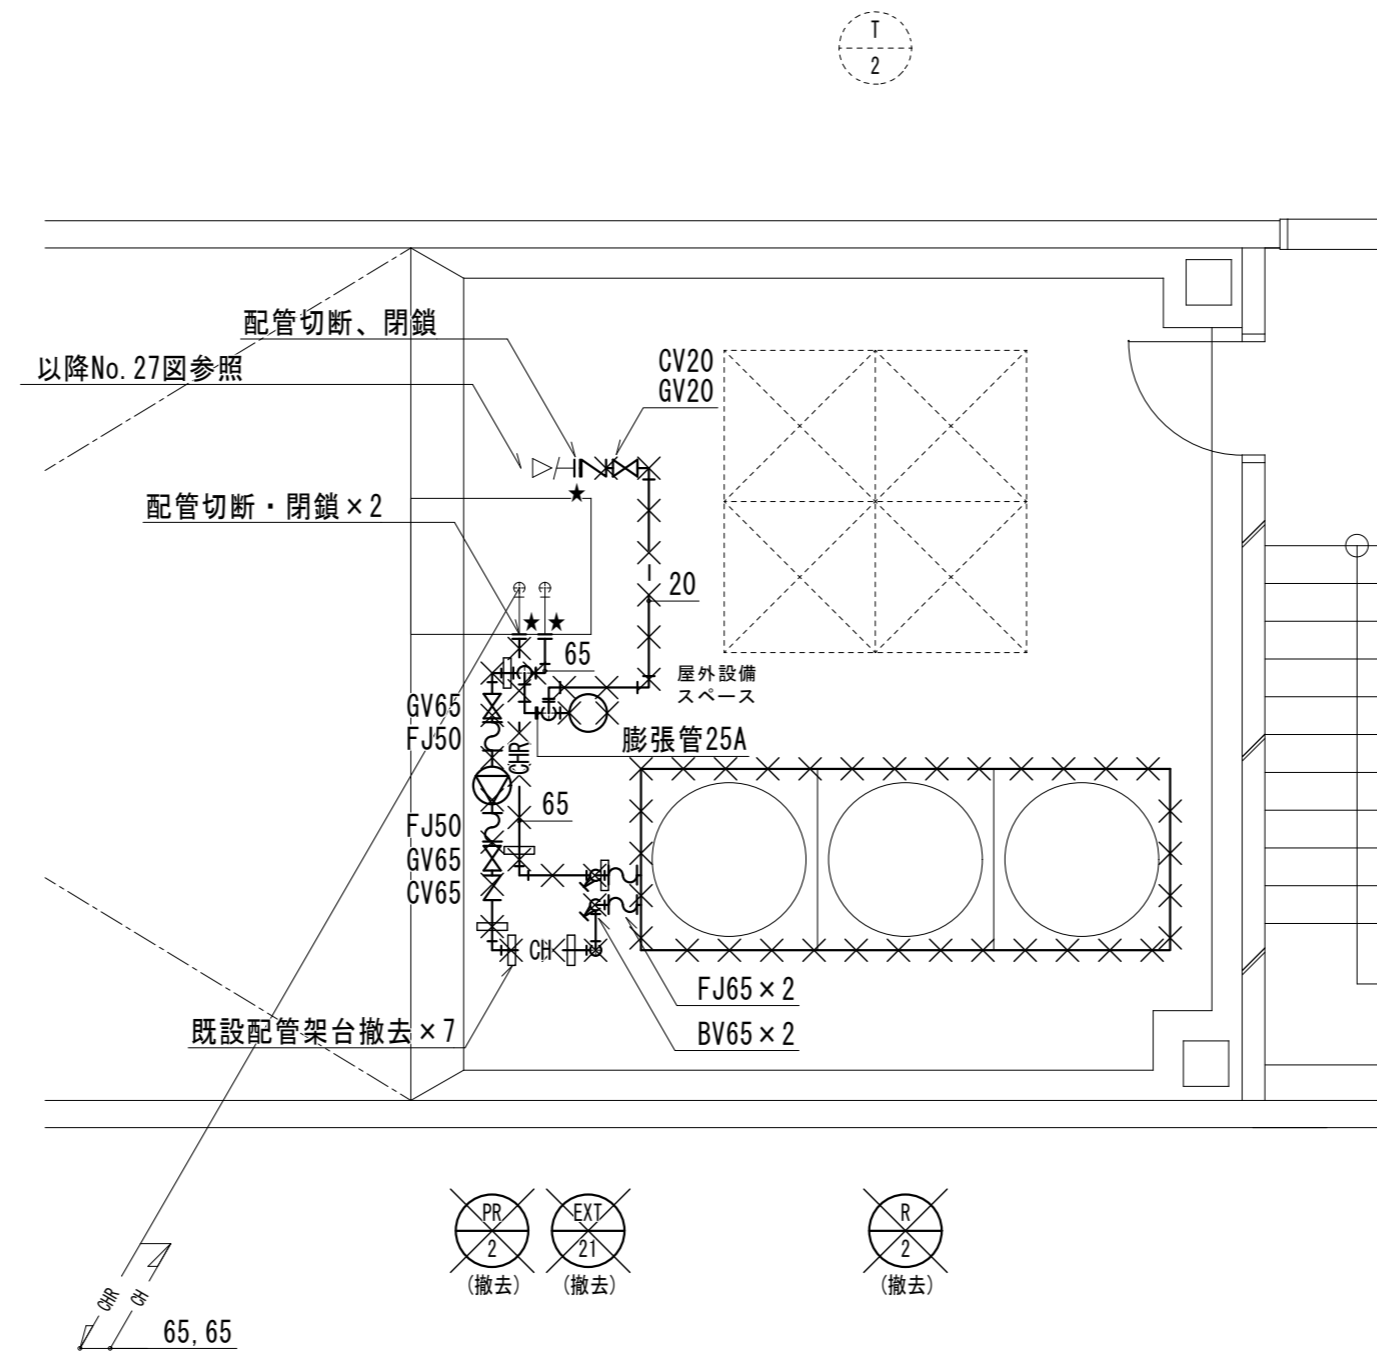 T
2
配管切断、閉鎖
以降No.27図参照
CV20
GV20
配管切断・閉鎖×2
★
★★
20
65
屋外設備
スペース
GV65
FJ50
膨張管25A
CHR
65
FJ50
GV65
CV65
CH
FJ65×2
既設配管架台撤去×7
BV65×2
PR
2
(撤去)
EXT
21
(撤去)
R
2
(撤去)
CHR
CH
65,65